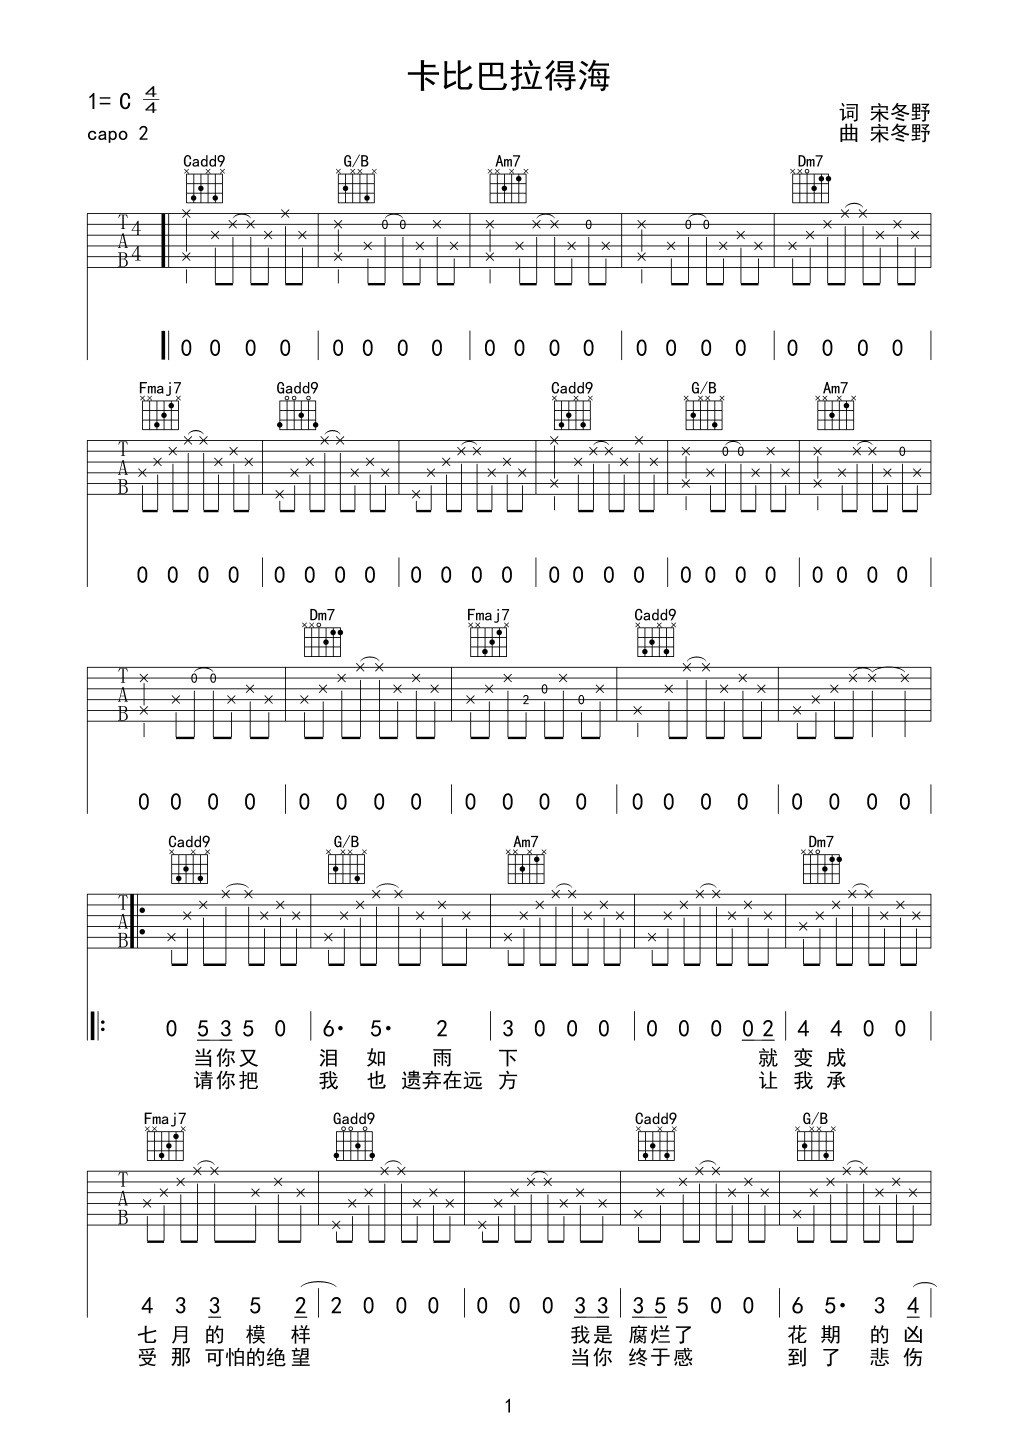 卡比巴拉得海
1= C 4/4
capo 2
词 宋冬野
曲 宋冬野
Cadd9 G/B Am7 Dm7
T A B 4 4
0 0 0 0
0 0 0 0 0 0 0 0 0 0 0 0 0 0 0 0 0 0 0 0
Fmaj7 Gadd9 Cadd9 G/B Am7
T A B 0 0 0
0 0 0 0 0 0 0 0 0 0 0 0 0 0 0 0 0 0 0 0 0 0 0 0
Dm7 Fmaj7 Cadd9
T A B 0 0 2 0 0
0 0 0 0 0 0 0 0 0 0 0 0 0 0 0 0 0 0 0 0
Cadd9 G/B Am7 Dm7
T A B
0 5 3 5 0 6· 5· 2 3 0 0 0 0 0 0 0 2 4 4 0 0
当你又 泪 如 雨 下 就 变 成
请你把 我 也 遗弃在远 方 让 我 承
Fmaj7 Gadd9 Cadd9 G/B
T A B
4 3 3 5 2 2 0 0 0 0 0 0 3 3 3 5 5 0 0 6 5· 3 4
七 月 的 模 样 我是 腐烂了 花 期 的 凶
受 那 可怕的绝 望 当你 终于感 到 了 悲 伤
1